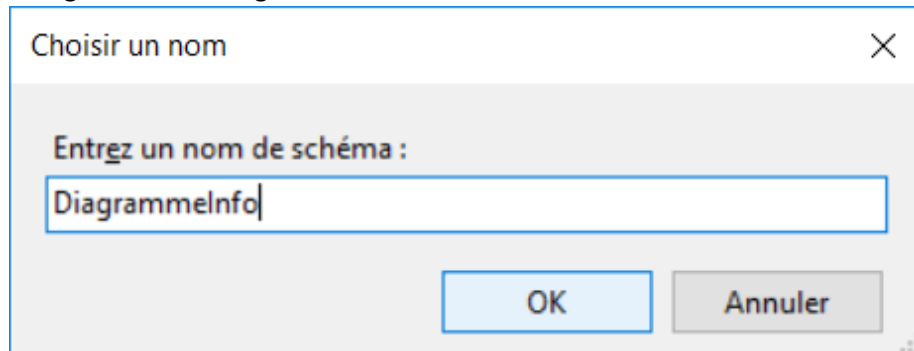 Choisir un nom
Entrez un nom de schéma :
DiagrammeInfo
OK
Annuler